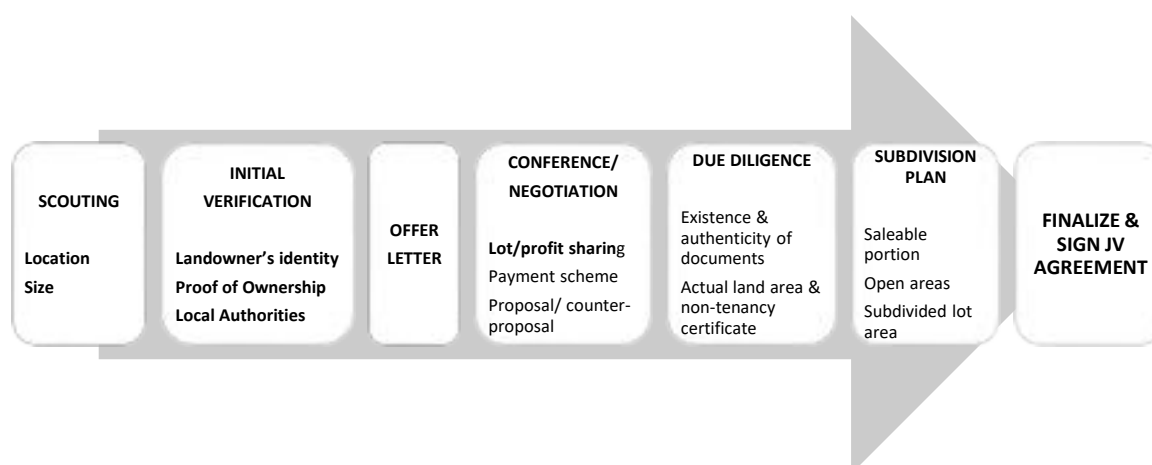 SCOUTING
Location
Size
INITIAL
VERIFICATION
Landowner's identity
Proof of Ownership
Local Authorities
OFFER
LETTER
CONFERENCE/
NEGOTIATION
Lot/profit sharing
Payment scheme
Proposal/ counter-
proposal
DUE DILIGENCE
Existence &
authenticity of
documents
Actual land area &
non-tenancy
certificate
SUBDIVISION
PLAN
Saleable
portion
Open areas
Subdivided lot
area
FINALIZE &
SIGN JV
AGREEMENT